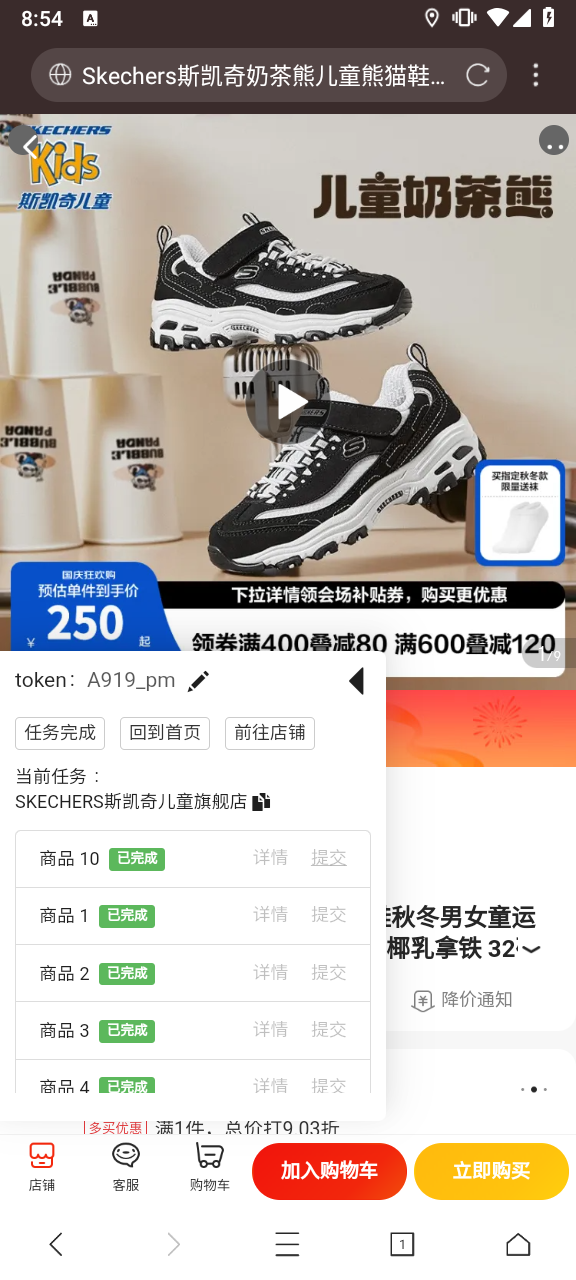 8:54
A
Skechers斯凯奇奶茶熊儿童熊猫鞋...
SKECHERS
Kids
斯凯奇儿童
儿童奶茶熊
买指定秋冬款
限量送袜
国庆狂欢购
预估单件到手价
¥ 250 起
下拉详情领会场补贴券，购买更优惠
领券满400叠减80 满600叠减120
1/9
token： A919_pm
任务完成
回到首页
前往店铺
当前任务：
SKECHERS斯凯奇儿童旗舰店
商品 10 已完成 详情 提交
商品 1 已完成 详情 提交
商品 2 已完成 详情 提交
商品 3 已完成 详情 提交
商品 4 已完成 详情 提交
秋冬男女童运
椰乳拿铁 32
降价通知
多买优惠 满1件，总价打9.03折
店铺
客服
购物车
加入购物车
立即购买
1